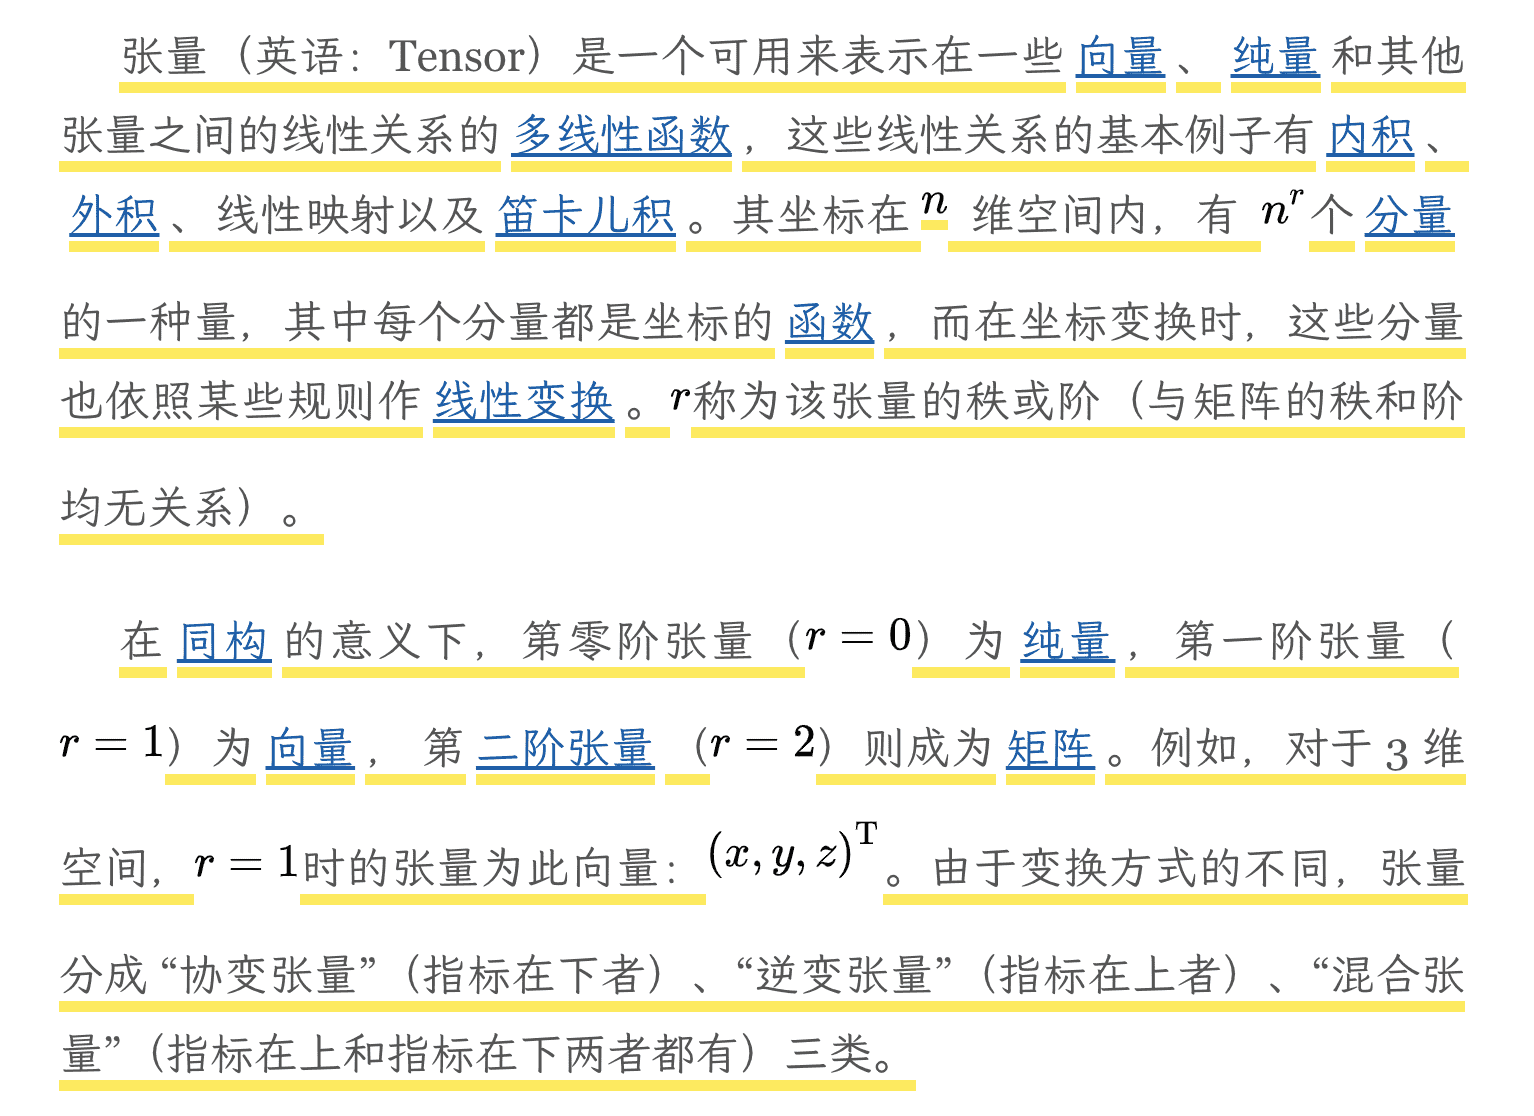 张量（英语：Tensor）是一个可用来表示在一些 向量 、 纯量 和其他
张量之间的线性关系的 多线性函数 ，这些线性关系的基本例子有 内积 、
外积 、线性映射以及 笛卡儿积 。其坐标在 n 维空间内，有 n^r 个 分量
的一种量，其中每个分量都是坐标的 函数 ，而在坐标变换时，这些分量
也依照某些规则作 线性变换 。r称为该张量的秩或阶（与矩阵的秩和阶
均无关系）。
在 同构 的意义下，第零阶张量（r = 0）为 纯量 ，第一阶张量（
r = 1）为 向量 ，第 二阶张量 （r = 2）则成为 矩阵 。例如，对于 3 维
空间，r = 1时的张量为此向量：(x, y, z)^T。由于变换方式的不同，张量
分成 “协变张量”（指标在下者）、“逆变张量”（指标在上者）、“混合张
量”（指标在上和指标在下两者都有）三类。